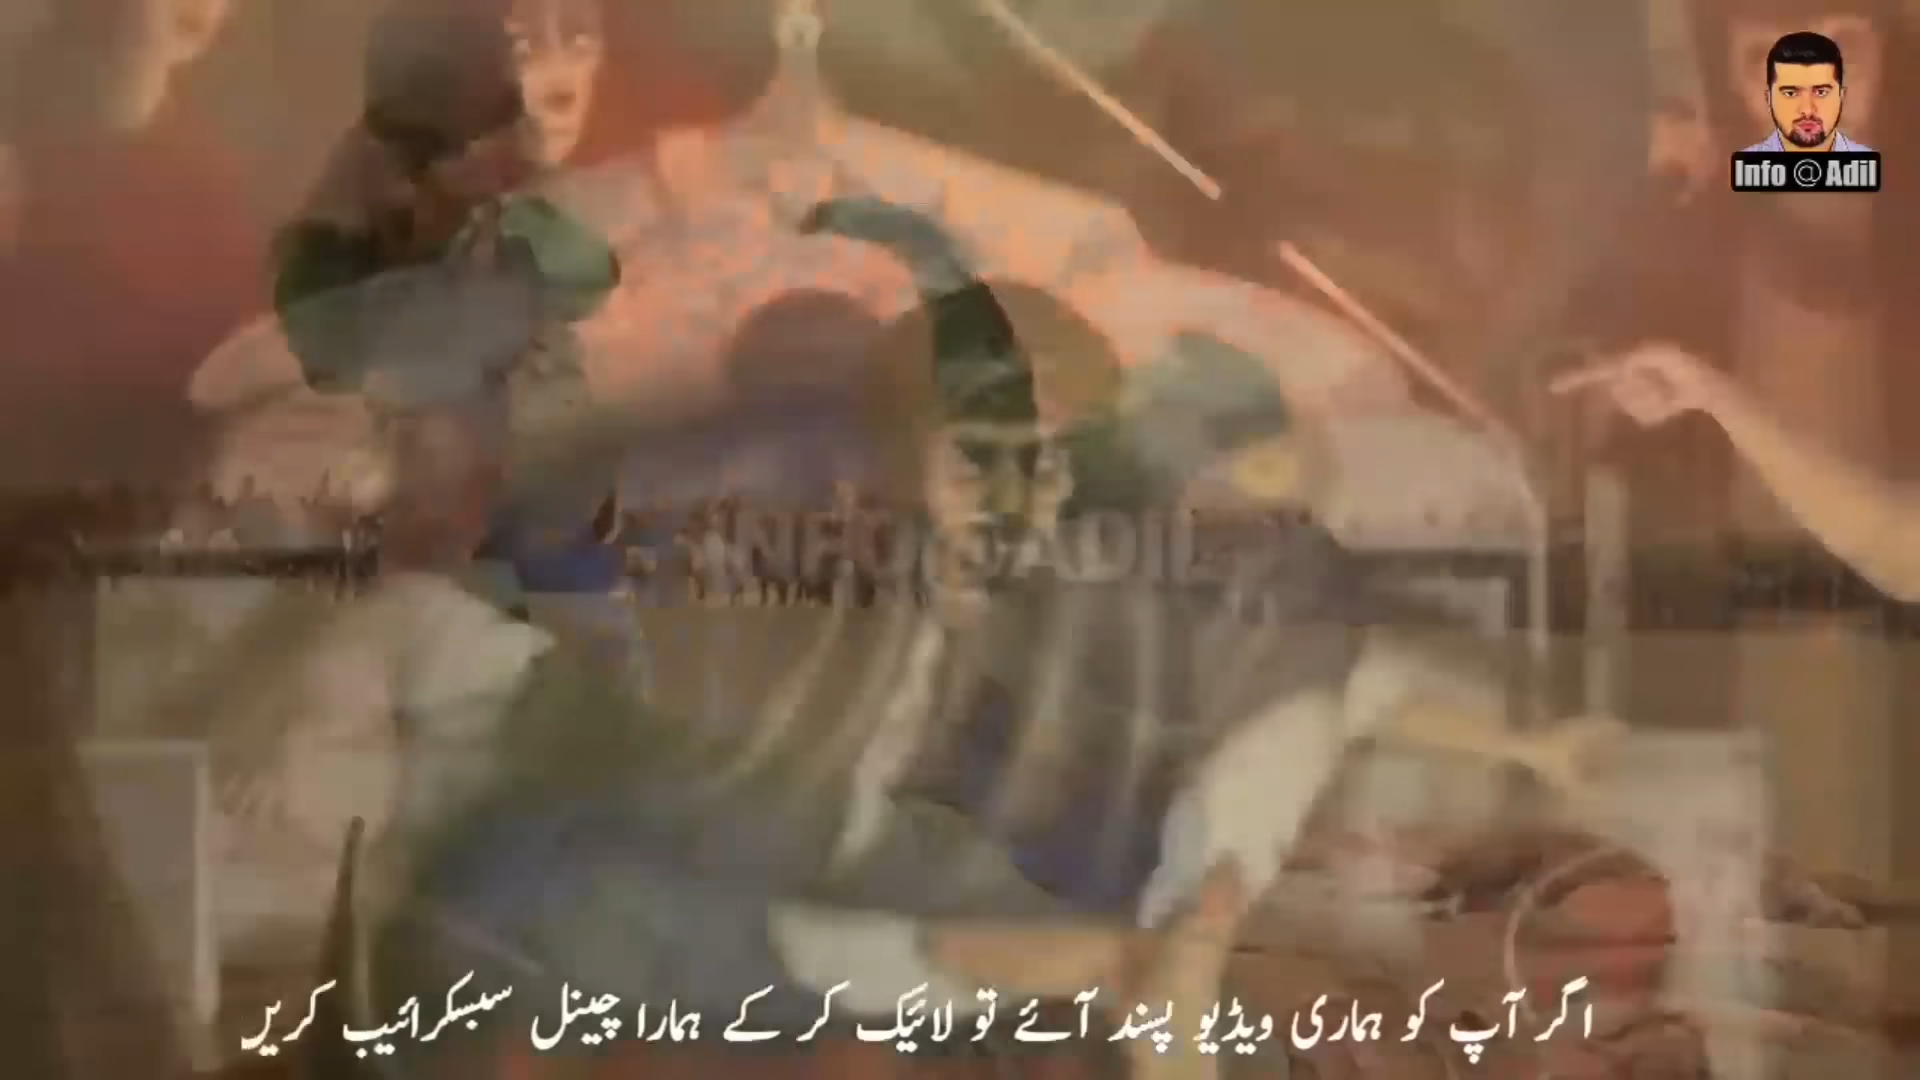 Info @ Adil
INFO @ ADIL
اگر آپ کو ہماری ویڈیو پسند آئے تو لائیک کر کے ہمارا چینل سبسکرائیب کریں